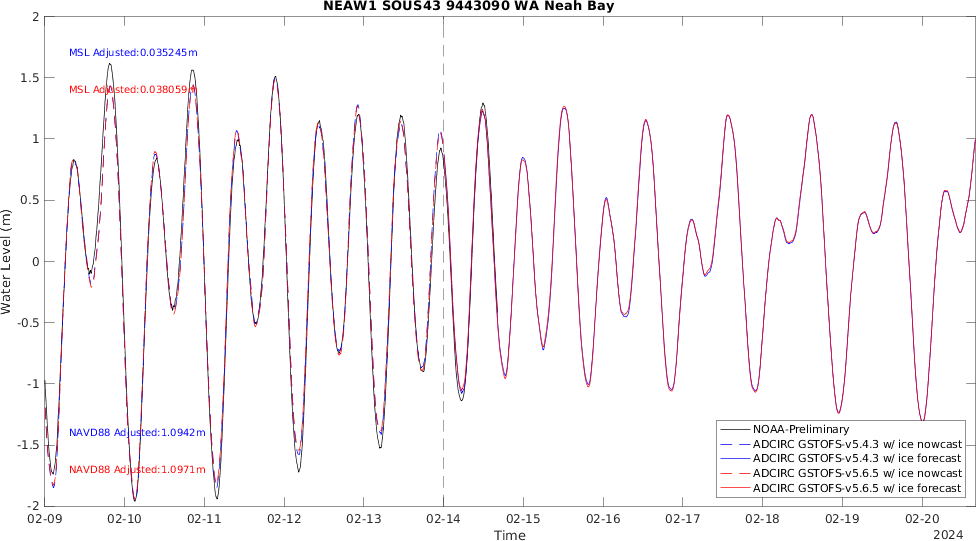 NEAW1 SOUS43 9443090 WA Neah Bay
MSL Adjusted:0.035245m
MSL Adjusted:0.038059m
NAVD88 Adjusted:1.0942m
NAVD88 Adjusted:1.0971m
Water Level (m)
2
1.5
1
0.5
0
-0.5
-1
-1.5
-2
NOAA-Preliminary
ADCIRC GSTOFS-v5.4.3 w/ ice nowcast
ADCIRC GSTOFS-v5.4.3 w/ ice forecast
ADCIRC GSTOFS-v5.6.5 w/ ice nowcast
ADCIRC GSTOFS-v5.6.5 w/ ice forecast
02-09 02-10 02-11 02-12 02-13 02-14 02-15 02-16 02-17 02-18 02-19 02-20
Time
2024